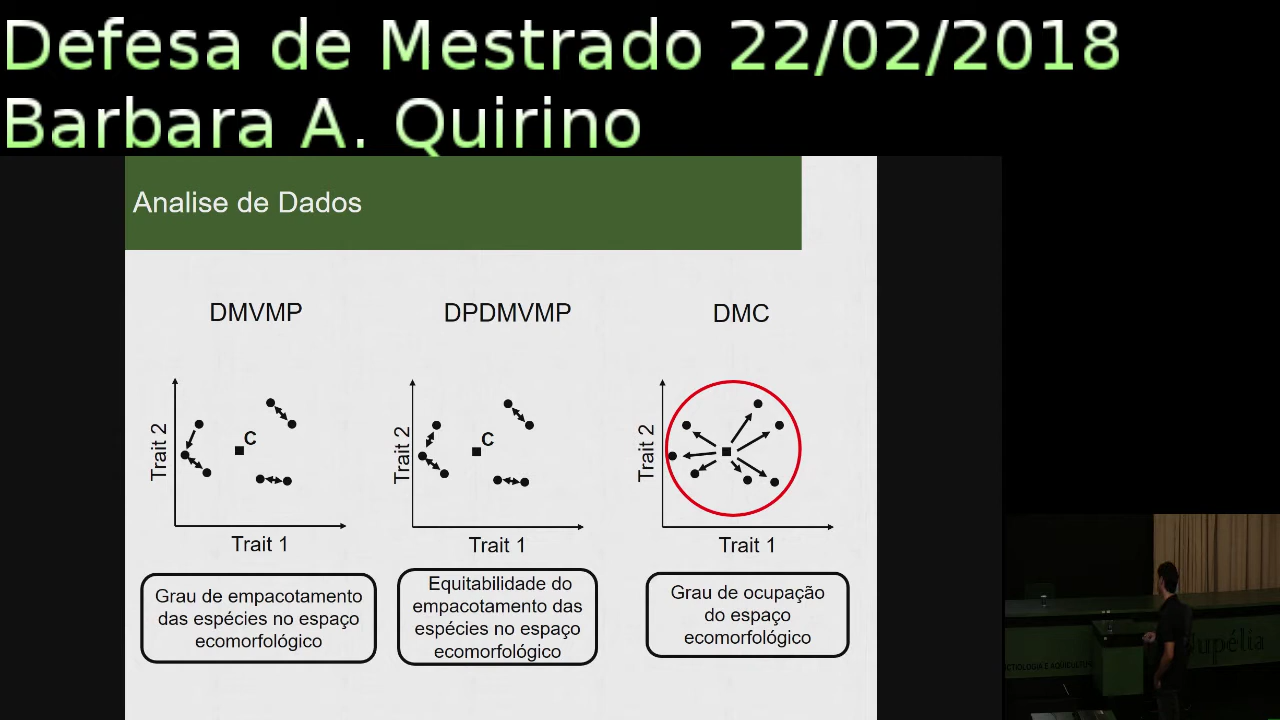 Defesa de Mestrado 22/02/2018
Barbara A. Quirino
Analise de Dados
DMVMP
DPDMVMP
DMC
Trait 2
C
Trait 1
Trait 2
C
Trait 1
Trait 2
Trait 1
Grau de empacotamento
das espécies no espaço
ecomorfológico
Equitabilidade do
empacotamento das
espécies no espaço
ecomorfológico
Grau de ocupação
do espaço
ecomorfológico
upélia